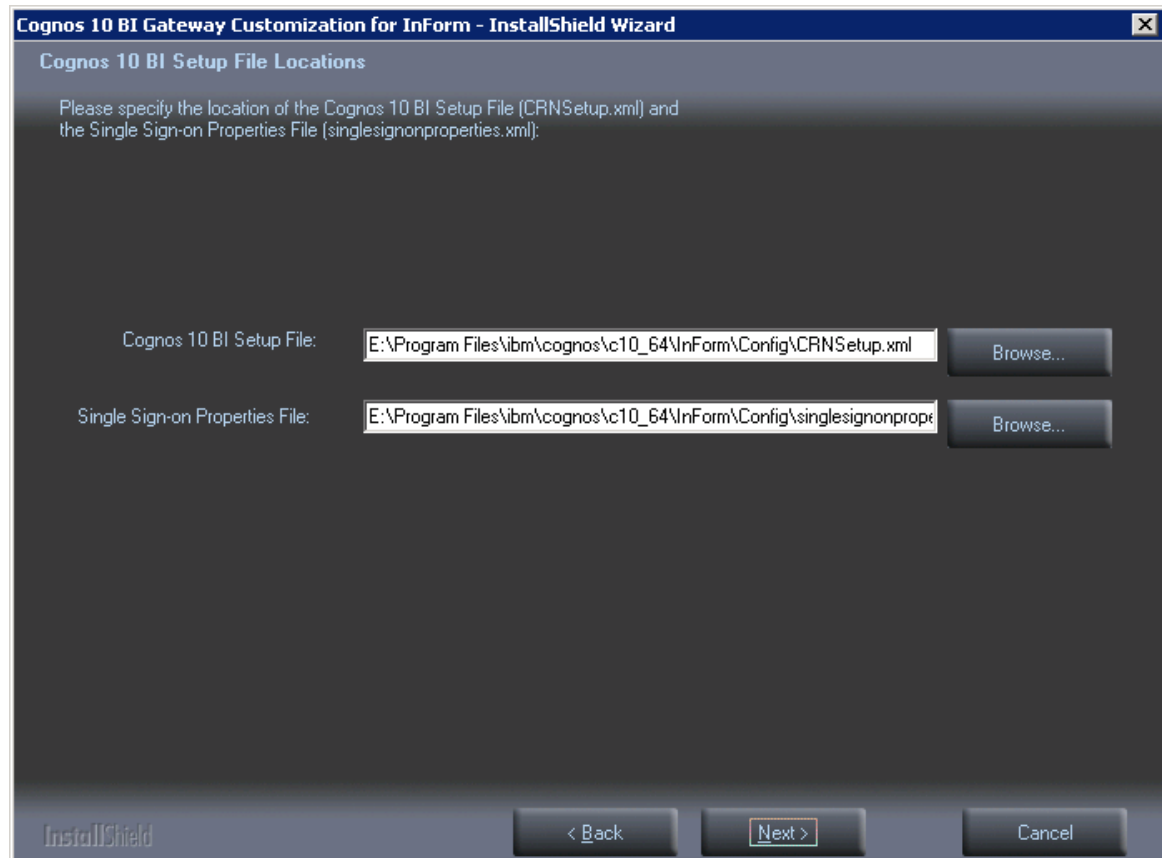 Cognos 10 BI Gateway Customization for InForm - InstallShield Wizard
Cognos 10 BI Setup File Locations
Please specify the location of the Cognos 10 BI Setup File (CRNSetup.xml) and
the Single Sign-on Properties File (singlesignonproperties.xml):
Cognos 10 BI Setup File:
E:\Program Files\ibm\cognos\c10_64\InForm\Config\CRNSetup.xml
Browse...
Single Sign-on Properties File:
E:\Program Files\ibm\cognos\c10_64\InForm\Config\singlesignonprope
Browse...
InstallShield
< Back
Next >
Cancel